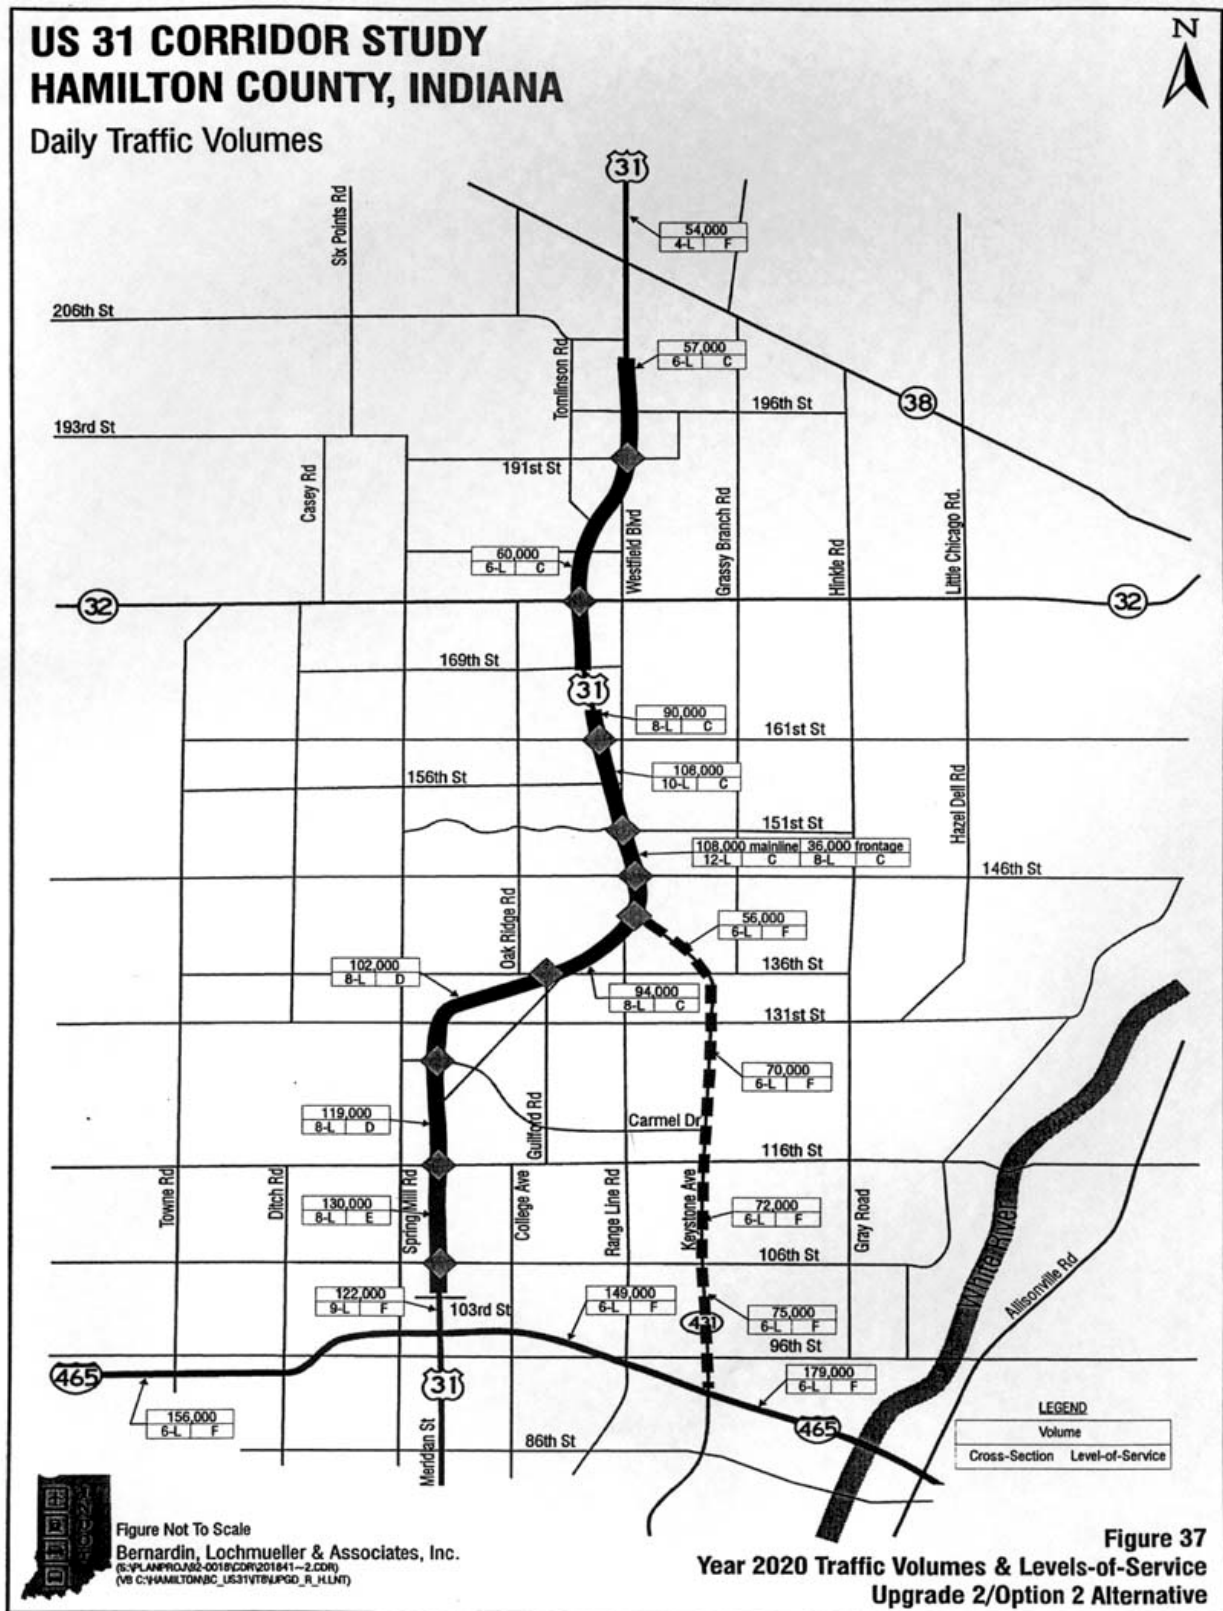 US 31 CORRIDOR STUDY
HAMILTON COUNTY, INDIANA
Daily Traffic Volumes
N
31
Six Points Rd
54,000
4-L F
206th St
Tomlinson Rd
57,000
6-L C
196th St
38
193rd St
191st St
Casey Rd
Westfield Blvd
Grassy Branch Rd
Hinkle Rd
Little Chicago Rd.
60,000
6-L C
32
32
169th St
31
90,000
8-L C
161st St
108,000
10-L C
156th St
Hazel Dell Rd
151st St
108,000 mainline 36,000 frontage
12-L C 8-L C
146th St
Oak Ridge Rd
56,000
6-L F
102,000
8-L D
136th St
94,000
8-L C
131st St
70,000
6-L F
119,000
8-L D
Guilford Rd
Carmel Dr
116th St
Towne Rd
Ditch Rd
Spring Mill Rd
College Ave
Range Line Rd
Keystone Ave
Gray Road
130,000
8-L E
72,000
6-L F
106th St
White River
Allisonville Rd
122,000
9-L F
103rd St
149,000
6-L F
75,000
6-L F
431
96th St
465
31
179,000
6-L F
156,000
6-L F
465
Meridian St
86th St
LEGEND
Volume
Cross-Section Level-of-Service
Figure Not To Scale
Bernardin, Lochmueller & Associates, Inc.
Figure 37
Year 2020 Traffic Volumes & Levels-of-Service
Upgrade 2/Option 2 Alternative